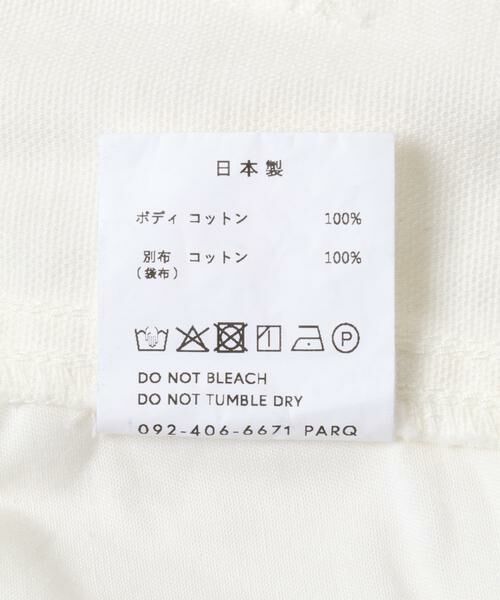 日本製
ボディ コットン 100%
別布 コットン 100%
(袋布)
DO NOT BLEACH
DO NOT TUMBLE DRY
092-406-6671 PARQ